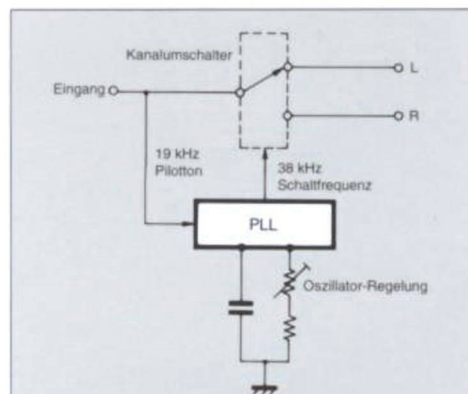 Kanalumschalter
Eingang
L
R
19 kHz
Pilotton
38 kHz
Schaltfrequenz
PLL
Oszillator-Regelung